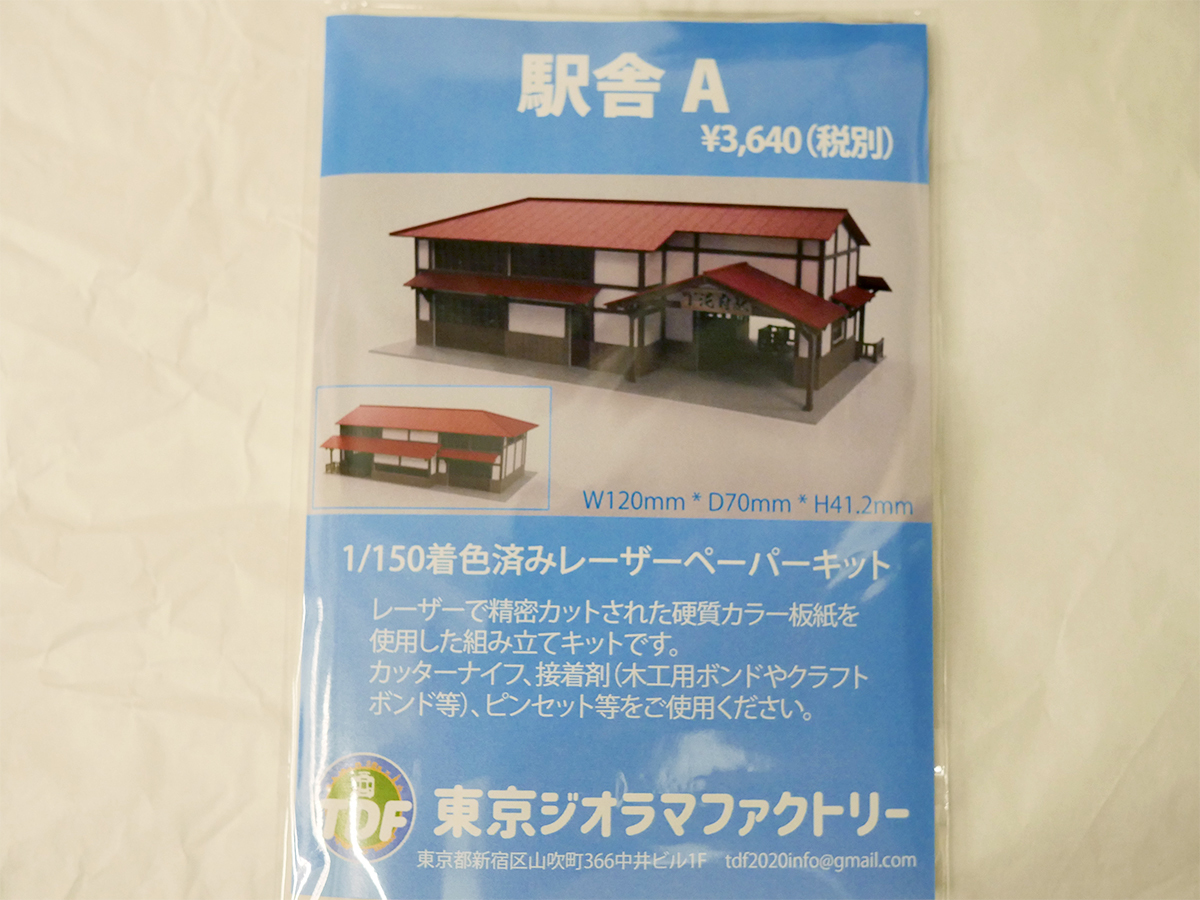 駅舎 A
¥3,640（税別）
W120mm * D70mm * H41.2mm
1/150着色済みレーザーペーパーキット
レーザーで精密カットされた硬質カラー板紙を
使用した組み立てキットです。
カッターナイフ、接着剤（木工用ボンドやクラフト
ボンド等）、ピンセット等をご使用ください。
TDF
東京ジオラマファクトリー
東京都新宿区山吹町366中井ビル1F tdf2020info@gmail.com